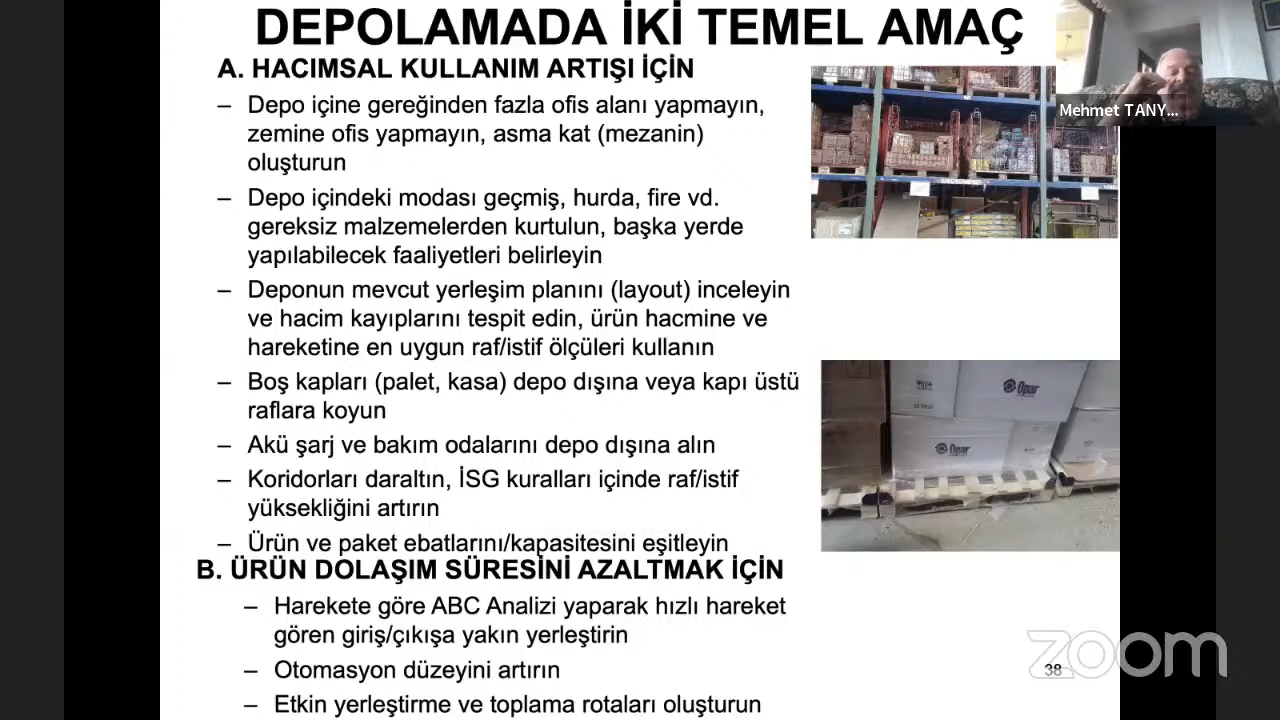 DEPOLAMADA İKİ TEMEL AMAÇ
A. HACIMSAL KULLANIM ARTIŞI İÇİN
– Depo içine gereğinden fazla ofis alanı yapmayın,
zemine ofis yapmayın, asma kat (mezanin)
oluşturun
– Depo içindeki modası geçmiş, hurda, fire vd.
gereksiz malzemelerden kurtulun, başka yerde
yapılabilecek faaliyetleri belirleyin
– Deponun mevcut yerleşim planını (layout) inceleyin
ve hacim kayıplarını tespit edin, ürün hacmine ve
hareketine en uygun raf/istif ölçüleri kullanın
– Boş kapları (palet, kasa) depo dışına veya kapı üstü
raflara koyun
– Akü şarj ve bakım odalarını depo dışına alın
– Koridorları daraltın, İSG kuralları içinde raf/istif
yüksekliğini artırın
– Ürün ve paket ebatlarını/kapasitesini eşitleyin
B. ÜRÜN DOLAŞIM SÜRESİNİ AZALTMAK İÇİN
– Harekete göre ABC Analizi yaparak hızlı hareket
gören giriş/çıkışa yakın yerleştirin
– Otomasyon düzeyini artırın
– Etkin yerleştirme ve toplama rotaları oluşturun
Mehmet TANY...
Opar
Opar
38
zoom